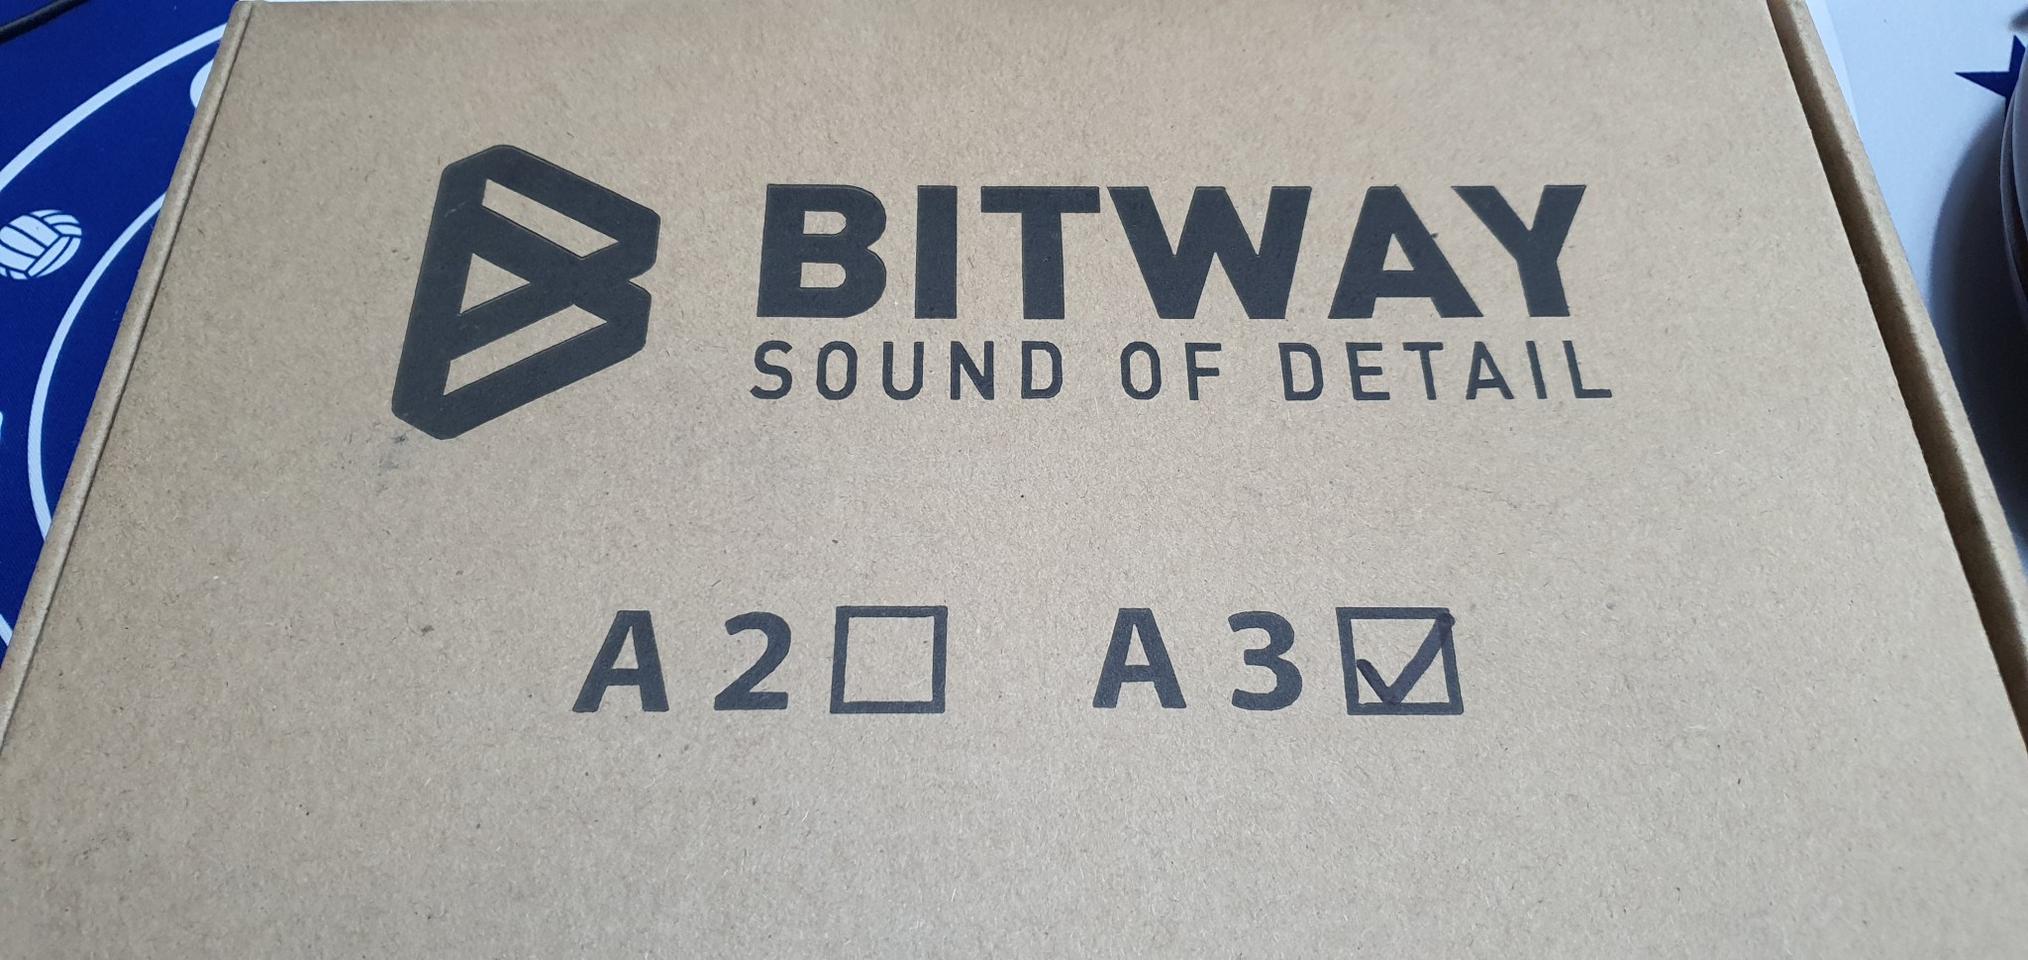 BITWAY
SOUND OF DETAIL
A2☐ A3☑